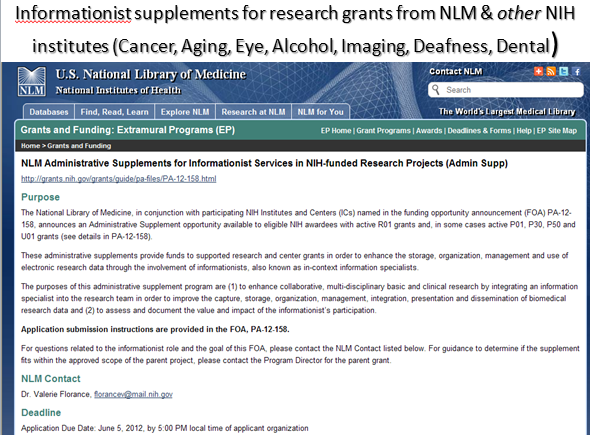 Informationist supplements for research grants from NLM & other NIH
institutes (Cancer, Aging, Eye, Alcohol, Imaging, Deafness, Dental)
U.S. National Library of Medicine
National Institutes of Health
NLM
Contact NLM
Search
Databases Find, Read, Learn Explore NLM Research at NLM NLM for You
The World's Largest Medical Library
Grants and Funding: Extramural Programs (EP)
EP Home | Grant Programs | Awards | Deadlines & Forms | Help | EP Site Map
Home > Grants and Funding
NLM Administrative Supplements for Informationist Services in NIH-funded Research Projects (Admin Supp)
http://grants.nih.gov/grants/guide/pa-files/PA-12-158.html
Purpose
The National Library of Medicine, in conjunction with participating NIH Institutes and Centers (ICs) named in the funding opportunity announcement (FOA) PA-12-
158, announces an Administrative Supplement opportunity available to eligible NIH awardees with active R01 grants and, in some cases active P01, P30, P50 and
U01 grants (see details in PA-12-158).
These administrative supplements provide funds to supported research and center grants in order to enhance the storage, organization, management and use of
electronic research data through the involvement of informationists, also known as in-context information specialists.
The purposes of this administrative supplement program are (1) to enhance collaborative, multi-disciplinary basic and clinical research by integrating an information
specialist into the research team in order to improve the capture, storage, organization, management, integration, presentation and dissemination of biomedical
research data and (2) to assess and document the value and impact of the informationist's participation.
Application submission instructions are provided in the FOA, PA-12-158.
For questions related to the informationist role and the goal of this FOA, please contact the NLM Contact listed below. For guidance to determine if the supplement
fits within the approved scope of the parent project, please contact the Program Director for the parent grant.
NLM Contact
Dr. Valerie Florance, florancev@mail.nih.gov
Deadline
Application Due Date: June 5, 2012, by 5:00 PM local time of applicant organization